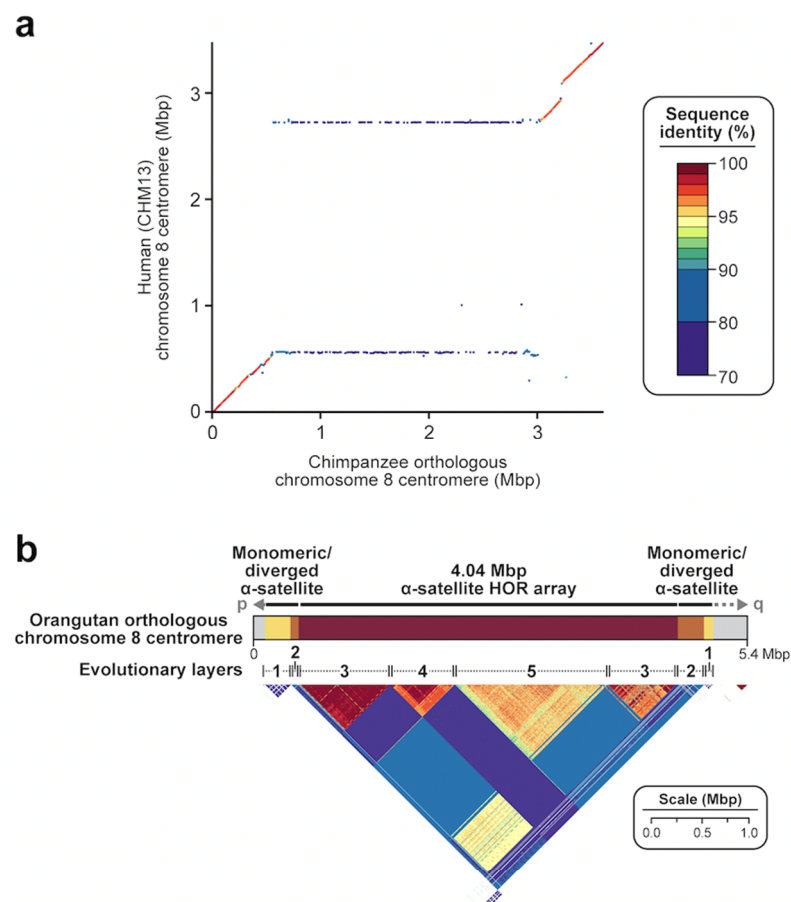 a
3
2
1
0
0
1
2
3
Human (CHM13)
chromosome 8 centromere (Mbp)
Chimpanzee orthologous
chromosome 8 centromere (Mbp)
Sequence
identity (%)
100
95
90
80
70
b
Monomeric/
diverged
α-satellite
4.04 Mbp
α-satellite HOR array
Monomeric/
diverged
α-satellite
p
q
Orangutan orthologous
chromosome 8 centromere
0
2
1
5.4 Mbp
Evolutionary layers
1
3
4
5
3
2
Scale (Mbp)
0.0
0.5
1.0